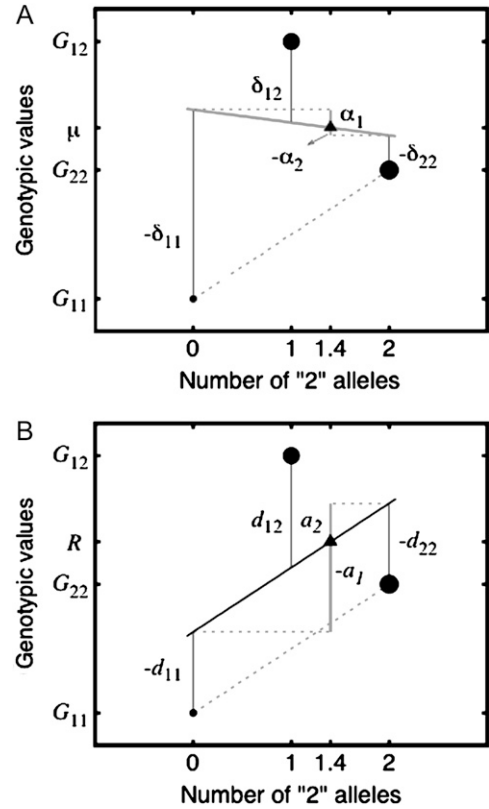 A
G12
δ12
α1
μ
-α2
-δ22
G22
-δ11
G11
0 1 1.4 2
Number of "2" alleles
Genotypic values
B
G12
d12
a2
R
-d22
-a1
G22
-d11
G11
0 1 1.4 2
Number of "2" alleles
Genotypic values